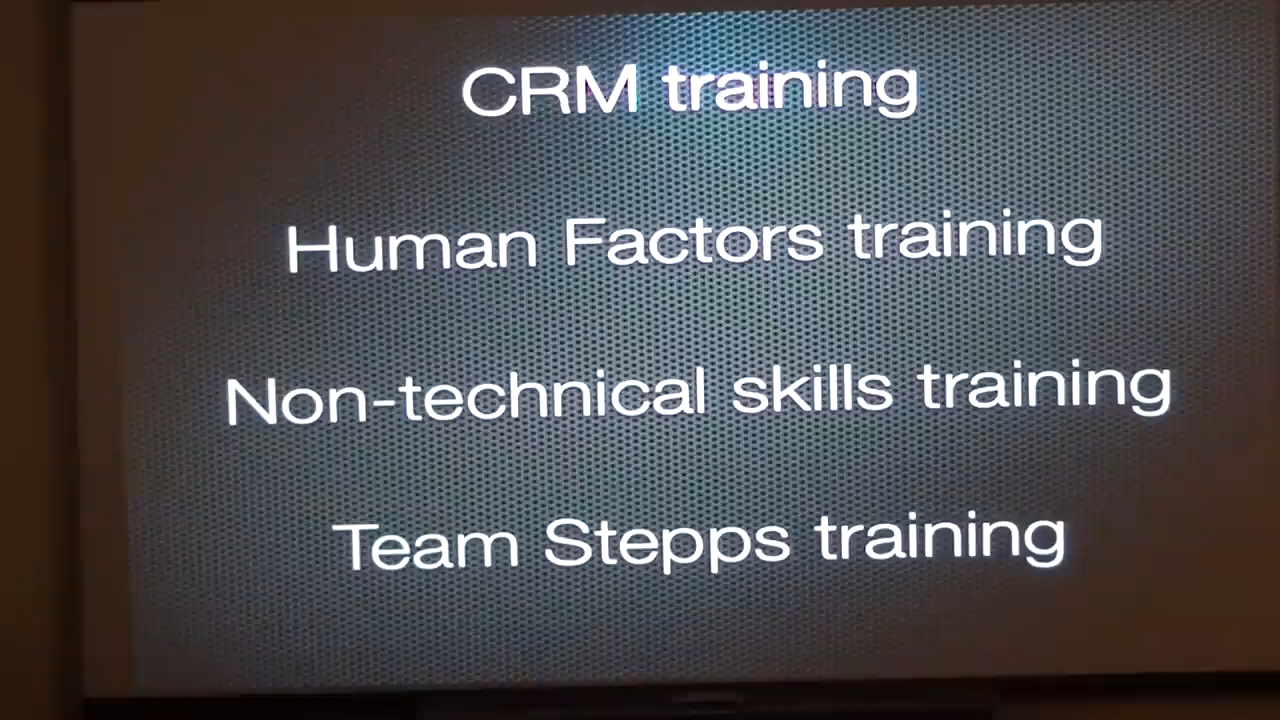 CRM training
Human Factors training
Non-technical skills training
Team Stepps training